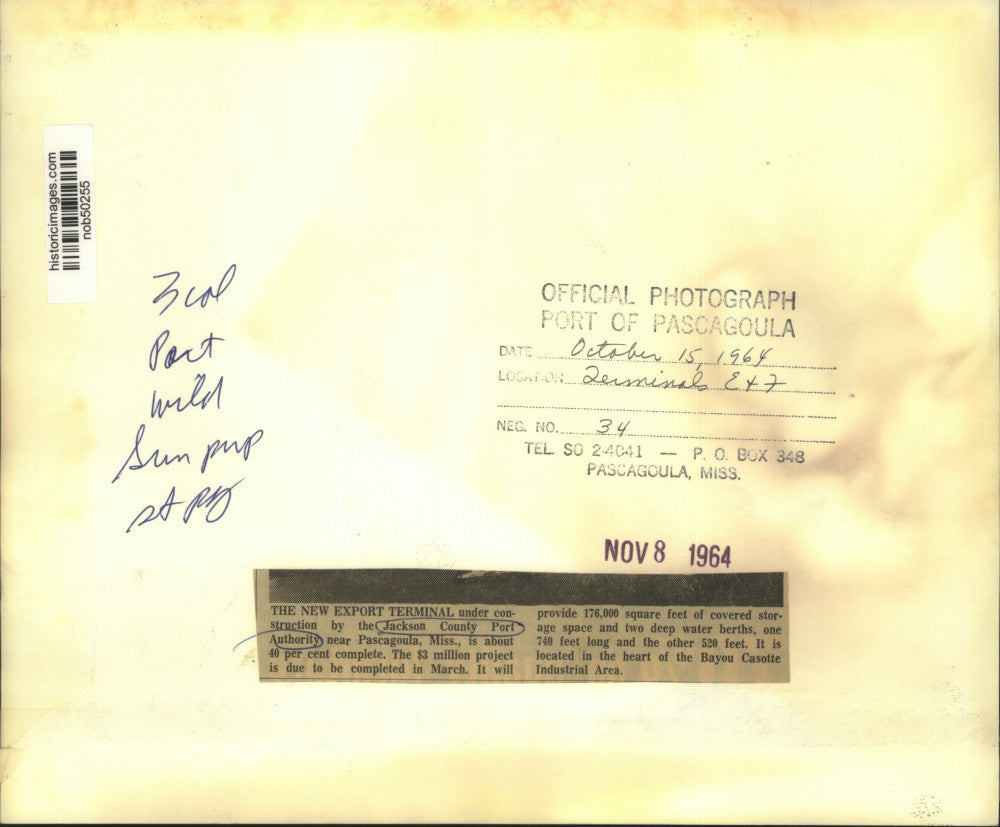 historicimages.com
nob50255
3 col
Port
Wild
Sun pup
OFFICIAL PHOTOGRAPH
PORT OF PASCAGOULA
DATE October 15, 1964
LOCATION Terminals E & F
NEG. NO. 34
TEL. SO 2-4041 — P. O. BOX 348
PASCAGOULA, MISS.
NOV 8 1964
THE NEW EXPORT TERMINAL under con-
struction by the Jackson County Port
Authority near Pascagoula, Miss., is about
40 per cent complete. The $3 million project
is due to be completed in March. It will
provide 176,000 square feet of covered stor-
age space and two deep water berths, one
740 feet long and the other 520 feet. It is
located in the heart of the Bayou Casotte
Industrial Area.